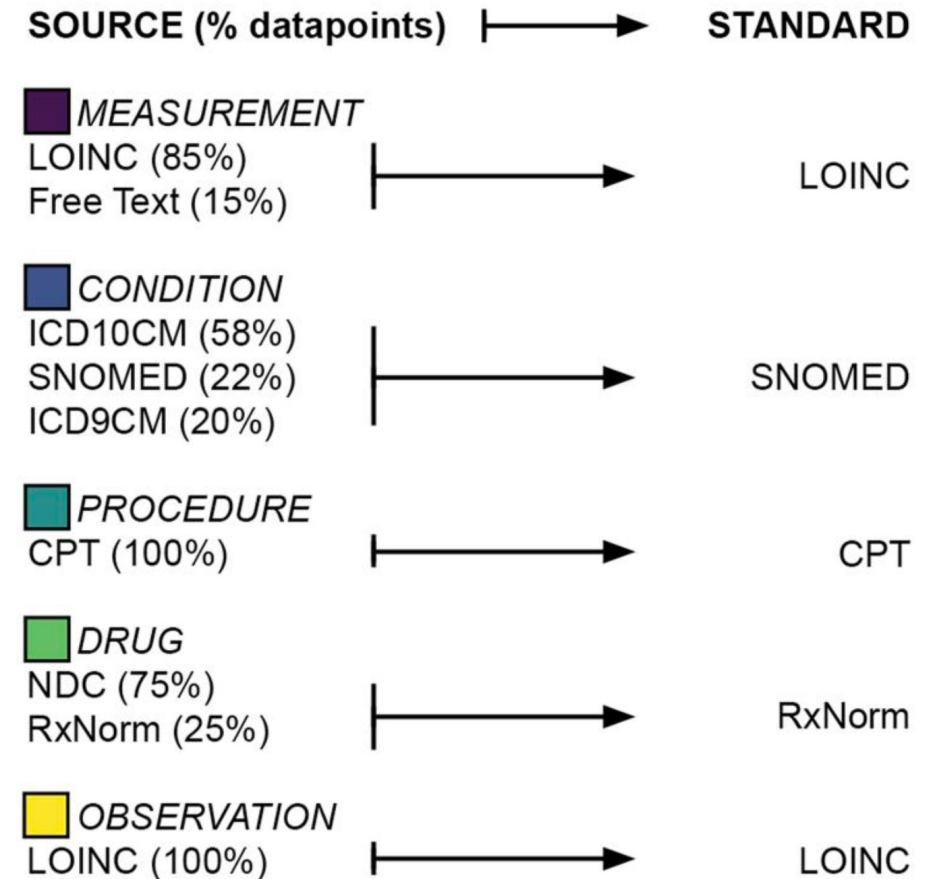 SOURCE (% datapoints) STANDARD
MEASUREMENT
LOINC (85%)
Free Text (15%)
LOINC
CONDITION
ICD10CM (58%)
SNOMED (22%)
ICD9CM (20%)
SNOMED
PROCEDURE
CPT (100%) CPT
DRUG
NDC (75%)
RxNorm (25%)
RxNorm
OBSERVATION
LOINC (100%) LOINC